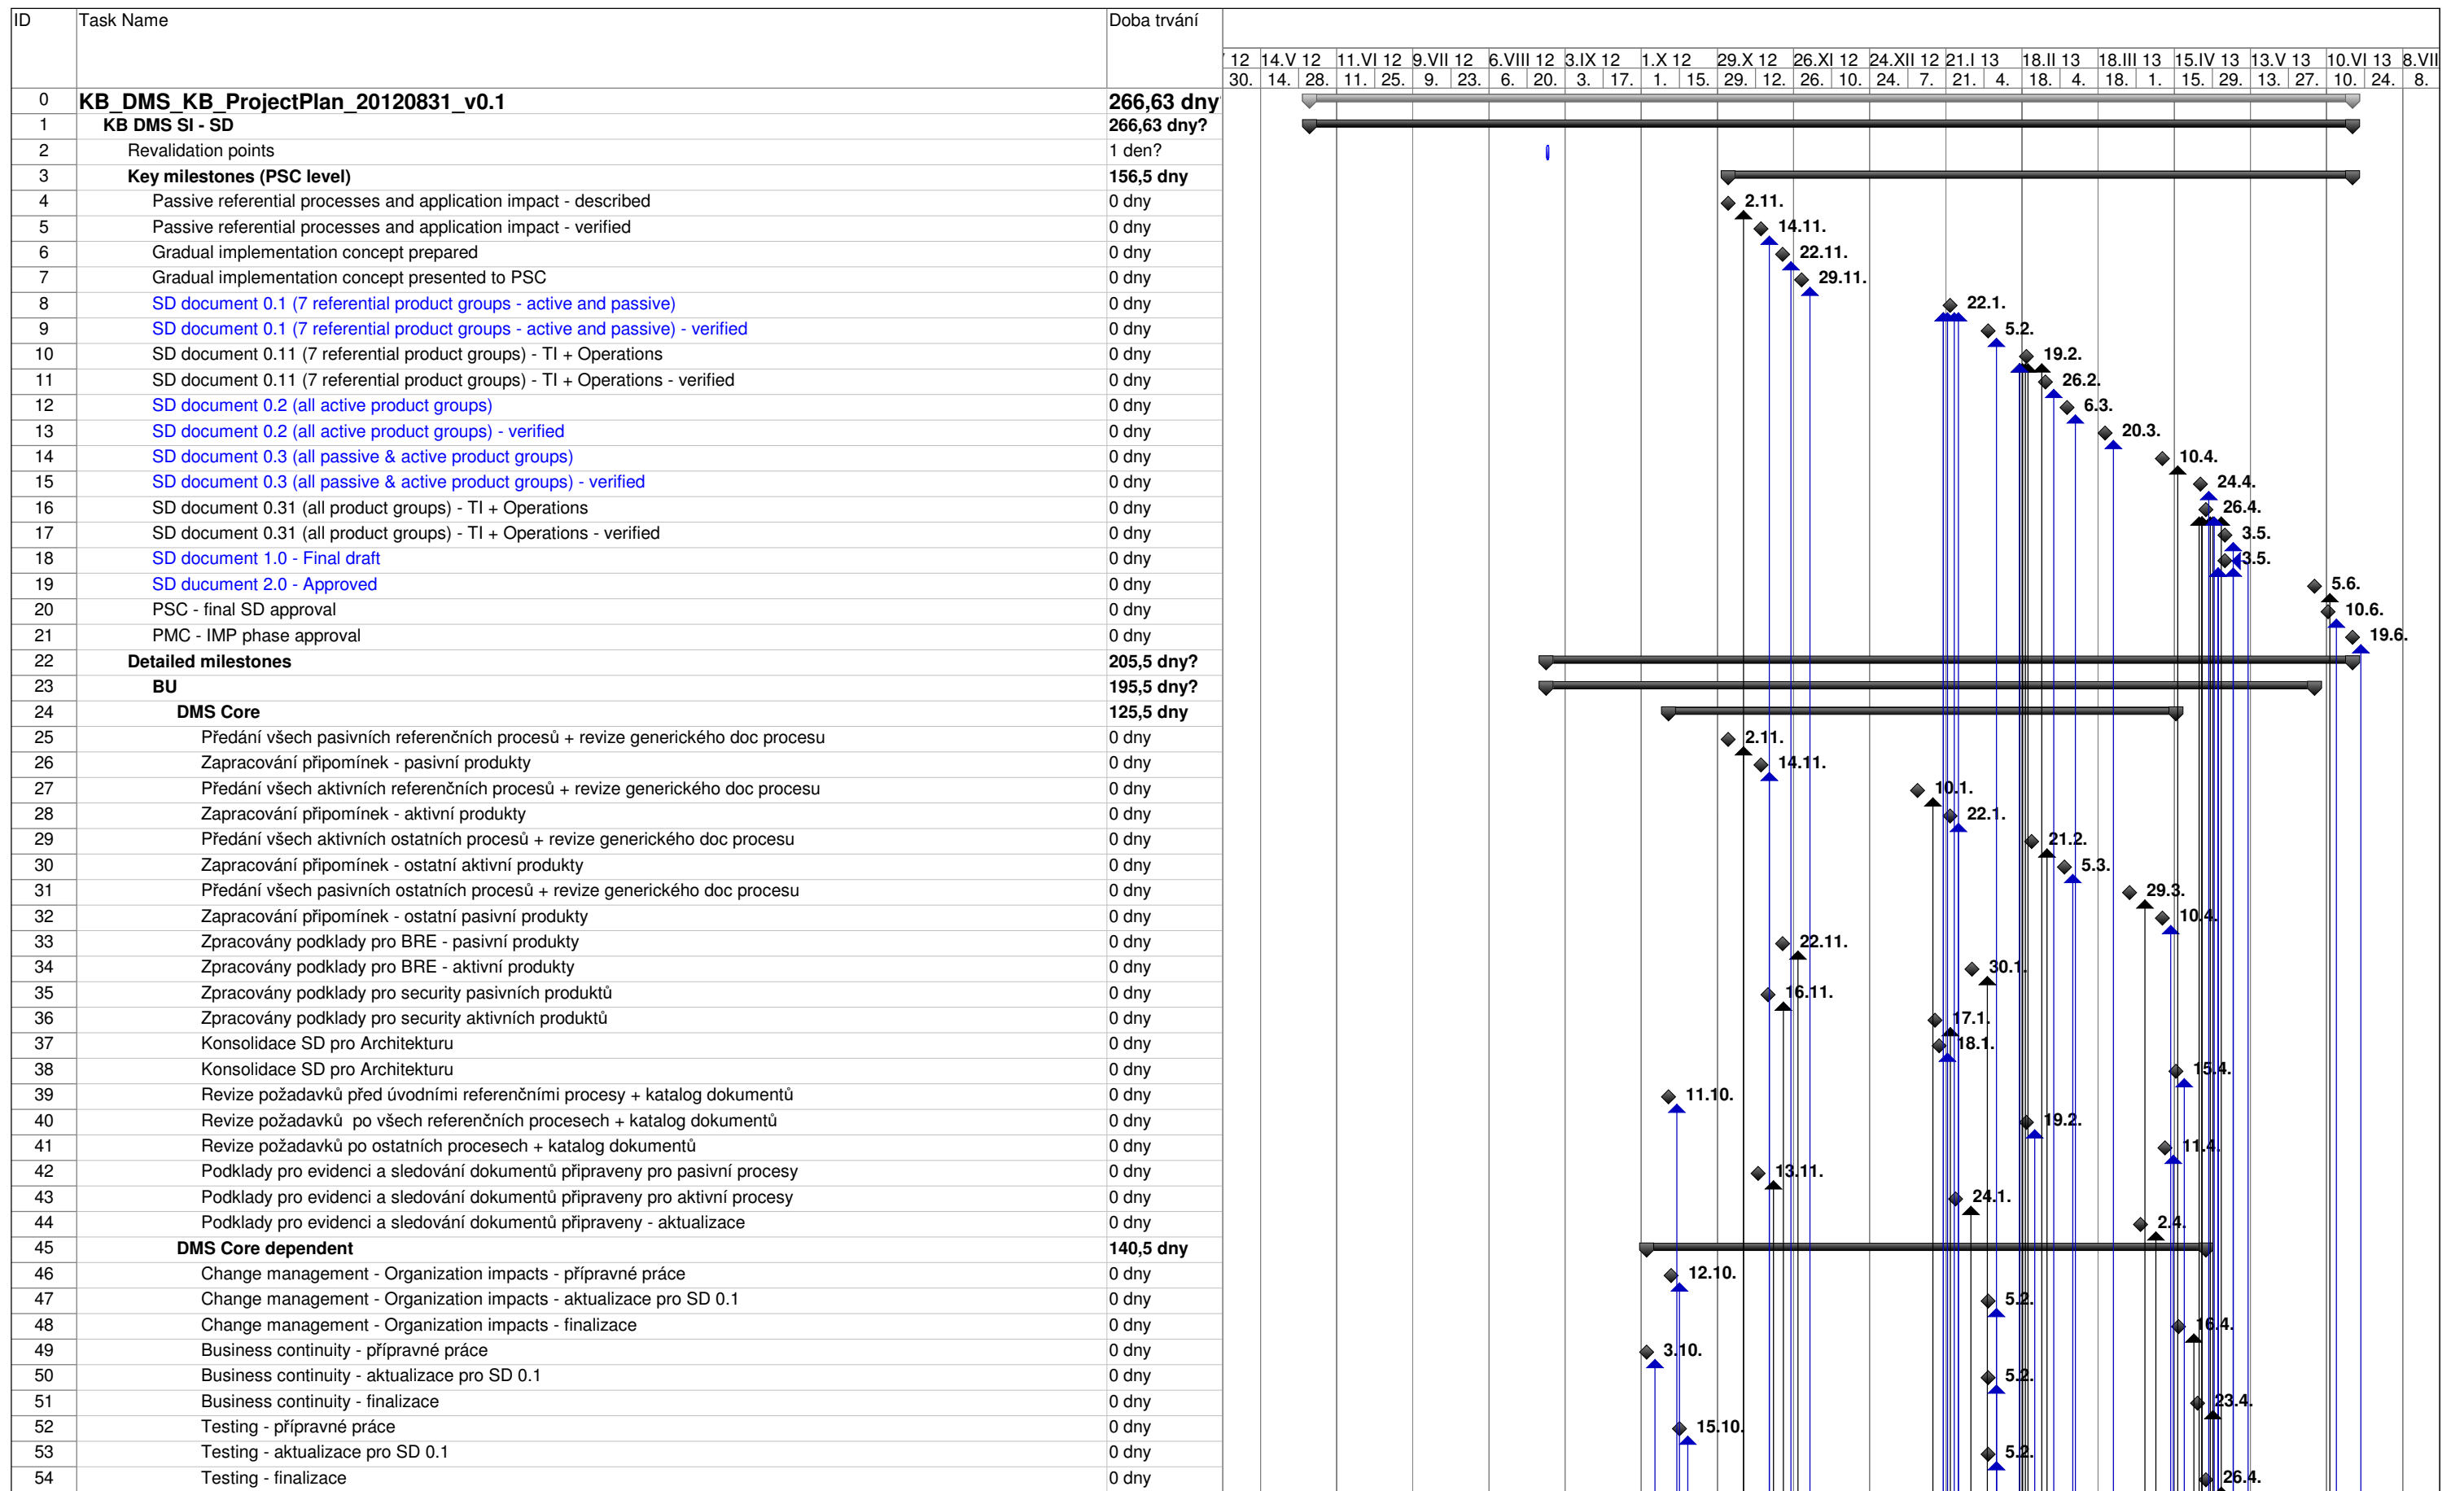 ID Task Name Doba trvání
12 14.V 12 11.VI 12 9.VII 12 6.VIII 12 3.IX 12 1.X 12 29.X 12 26.XI 12 24.XII 12 21.I 13 18.II 13 18.III 13 15.IV 13 13.V 13 10.VI 13 8.VII
30. 14. 28. 11. 25. 9. 23. 6. 20. 3. 17. 1. 15. 29. 12. 26. 10. 24. 7. 21. 4. 18. 4. 18. 1. 15. 29. 13. 27. 10. 24. 8.
0 KB_DMS_KB_ProjectPlan_20120831_v0.1 266,63 dny
1 KB DMS SI - SD 266,63 dny?
2 Revalidation points 1 den?
3 Key milestones (PSC level) 156,5 dny
4 Passive referential processes and application impact - described 0 dny 2.11.
5 Passive referential processes and application impact - verified 0 dny 14.11.
6 Gradual implementation concept prepared 0 dny 22.11.
7 Gradual implementation concept presented to PSC 0 dny 29.11.
8 SD document 0.1 (7 referential product groups - active and passive) 0 dny 22.1.
9 SD document 0.1 (7 referential product groups - active and passive) - verified 0 dny 5.2.
10 SD document 0.11 (7 referential product groups) - TI + Operations 0 dny 19.2.
11 SD document 0.11 (7 referential product groups) - TI + Operations - verified 0 dny 26.2.
12 SD document 0.2 (all active product groups) 0 dny 6.3.
13 SD document 0.2 (all active product groups) - verified 0 dny 20.3.
14 SD document 0.3 (all passive & active product groups) 0 dny 10.4.
15 SD document 0.3 (all passive & active product groups) - verified 0 dny 24.4.
16 SD document 0.31 (all product groups) - TI + Operations 0 dny 26.4.
17 SD document 0.31 (all product groups) - TI + Operations - verified 0 dny 3.5.
18 SD document 1.0 - Final draft 0 dny 3.5.
19 SD ducument 2.0 - Approved 0 dny 5.6.
20 PSC - final SD approval 0 dny 10.6.
21 PMC - IMP phase approval 0 dny 19.6.
22 Detailed milestones 205,5 dny?
23 BU 195,5 dny?
24 DMS Core 125,5 dny
25 Předání všech pasivních referenčních procesů + revize generického doc procesu 0 dny 2.11.
26 Zapracování připomínek - pasivní produkty 0 dny 14.11.
27 Předání všech aktivních referenčních procesů + revize generického doc procesu 0 dny 10.1.
28 Zapracování připomínek - aktivní produkty 0 dny 22.1.
29 Předání všech aktivních ostatních procesů + revize generického doc procesu 0 dny 21.2.
30 Zapracování připomínek - ostatní aktivní produkty 0 dny 5.3.
31 Předání všech pasivních ostatních procesů + revize generického doc procesu 0 dny 29.3.
32 Zapracování připomínek - ostatní pasivní produkty 0 dny 10.4.
33 Zpracovány podklady pro BRE - pasivní produkty 0 dny 22.11.
34 Zpracovány podklady pro BRE - aktivní produkty 0 dny 30.1.
35 Zpracovány podklady pro security pasivních produktů 0 dny 16.11.
36 Zpracovány podklady pro security aktivních produktů 0 dny 17.1.
37 Konsolidace SD pro Architekturu 0 dny 18.1.
38 Konsolidace SD pro Architekturu 0 dny 15.4.
39 Revize požadavků před úvodními referenčními procesy + katalog dokumentů 0 dny 11.10.
40 Revize požadavků  po všech referenčních procesech + katalog dokumentů 0 dny 19.2.
41 Revize požadavků po ostatních procesech + katalog dokumentů 0 dny 11.4.
42 Podklady pro evidenci a sledování dokumentů připraveny pro pasivní procesy 0 dny 13.11.
43 Podklady pro evidenci a sledování dokumentů připraveny pro aktivní procesy 0 dny 24.1.
44 Podklady pro evidenci a sledování dokumentů připraveny - aktualizace 0 dny 2.4.
45 DMS Core dependent 140,5 dny
46 Change management - Organization impacts - přípravné práce 0 dny 12.10.
47 Change management - Organization impacts - aktualizace pro SD 0.1 0 dny 5.2.
48 Change management - Organization impacts - finalizace 0 dny 16.4.
49 Business continuity - přípravné práce 0 dny 3.10.
50 Business continuity - aktualizace pro SD 0.1 0 dny 5.2.
51 Business continuity - finalizace 0 dny 23.4.
52 Testing - přípravné práce 0 dny 15.10.
53 Testing - aktualizace pro SD 0.1 0 dny 5.2.
54 Testing - finalizace 0 dny 26.4.